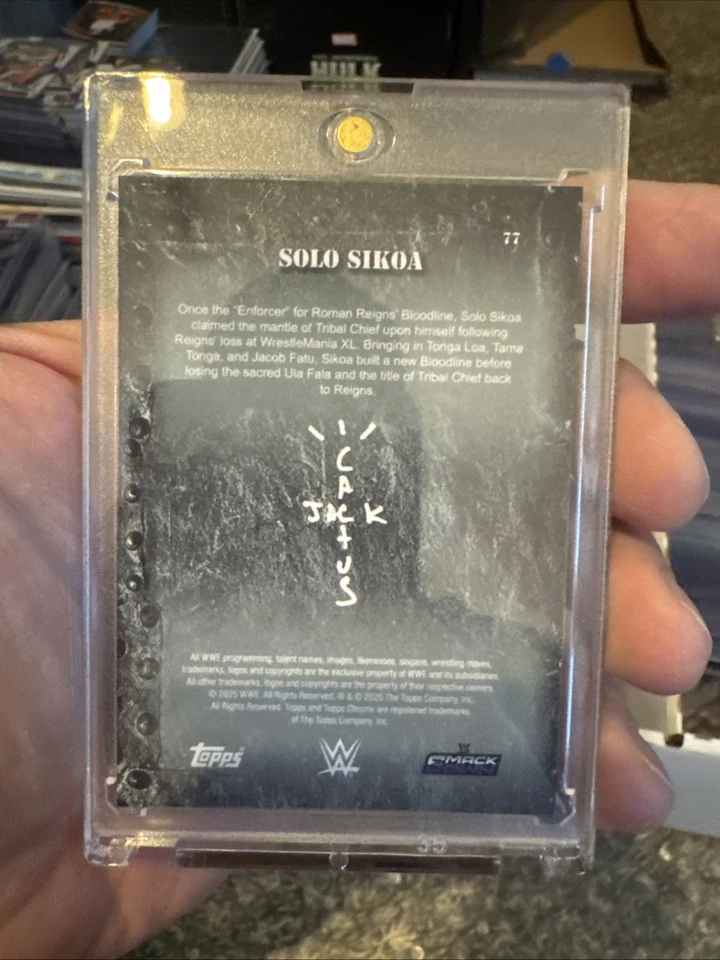 HULK
77
SOLO SIKOA
Once the "Enforcer" for Roman Reigns' Bloodline, Solo Sikoa
claimed the mantle of Tribal Chief upon himself following
Reigns' loss at WrestleMania XL. Bringing in Tonga Loa, Tama
Tonga, and Jacob Fatu, Sikoa built a new Bloodline before
losing the sacred Ula Fala and the title of Tribal Chief back
to Reigns.
CACTUS
JACK
All WWE programming, talent names, images, likenesses, slogans, wrestling moves,
trademarks, logos and copyrights are the exclusive property of WWE and its subsidiaries.
All other trademarks, logos and copyrights are the property of their respective owners.
© 2025 WWE. All Rights Reserved. ® & © 2025 The Topps Company, Inc.
All Rights Reserved. Topps and Topps Chrome are registered trademarks
of The Topps Company, Inc.
topps
W
SMACK
35